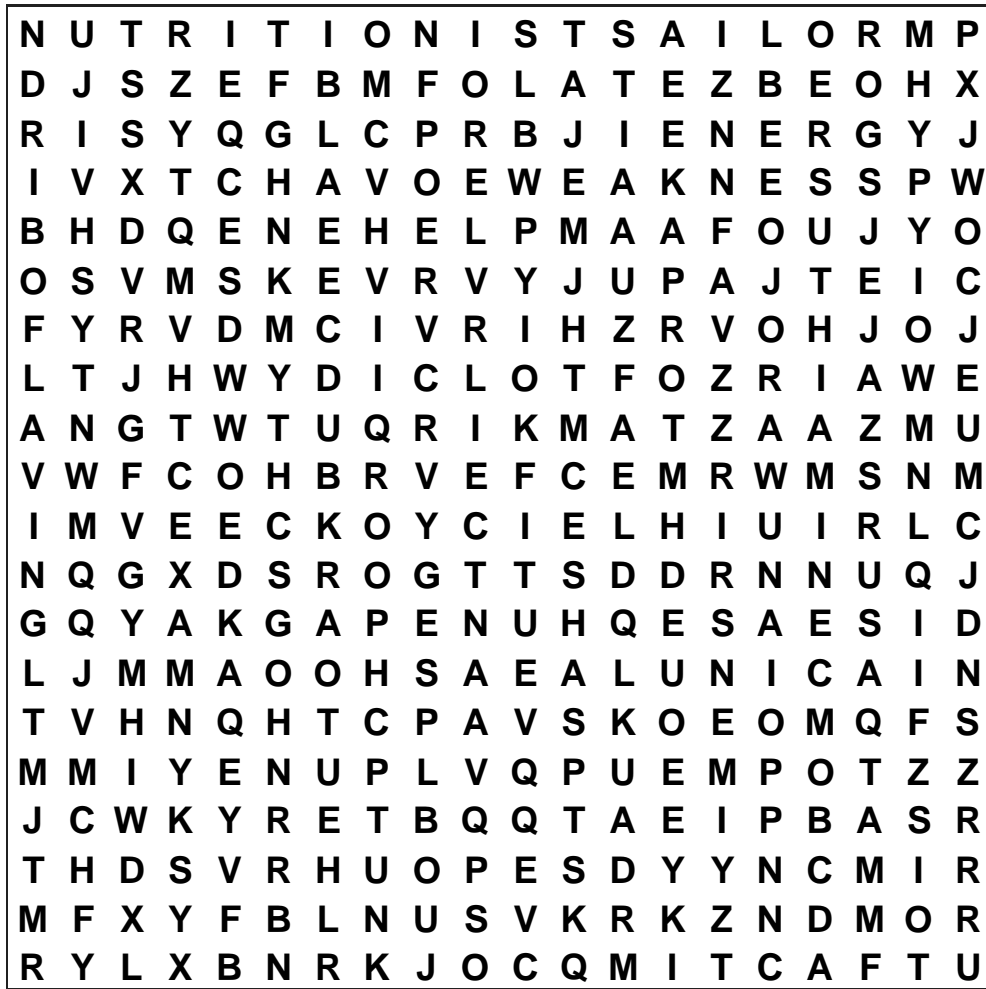 N U T R I T I O N I S T S A I L O R M P
D J S Z E F B M F O L A T E Z B E O H X
R I S Y Q G L C P R B J I E N E R G Y J
I V X T C H A V O E W E A K N E S S P W
B H D Q E N E H E L P M A A F O U J Y O
O S V M S K E V R V Y J U P A J T E I C
F Y R V D M C I V R I H Z R V O H J O J
L T J H W Y D I C L O T F O Z R I A W E
A N G T W T U Q R I K M A T Z A A Z M U
V W F C O H B R V E F C E M R W M S N M
I M V E E C K O Y C I E L H I U I R L C
N Q G X D S R O G T T S D D R N N U Q J
G Q Y A K G A P E N U H Q E S A E S I D
L J M M A O O H S A E A L U N I C A I N
T V H N Q H T C P A V S K O E O M Q F S
M M I Y E N U P L V Q P U E M P O T Z Z
J C W K Y R E T B Q Q T A E I P B A S R
T H D S V R H U O P E S D Y Y N C M I R
M F X Y F B L N U S V K R K Z N D M O R
R Y L X B N R K J O C Q M I T C A F T U